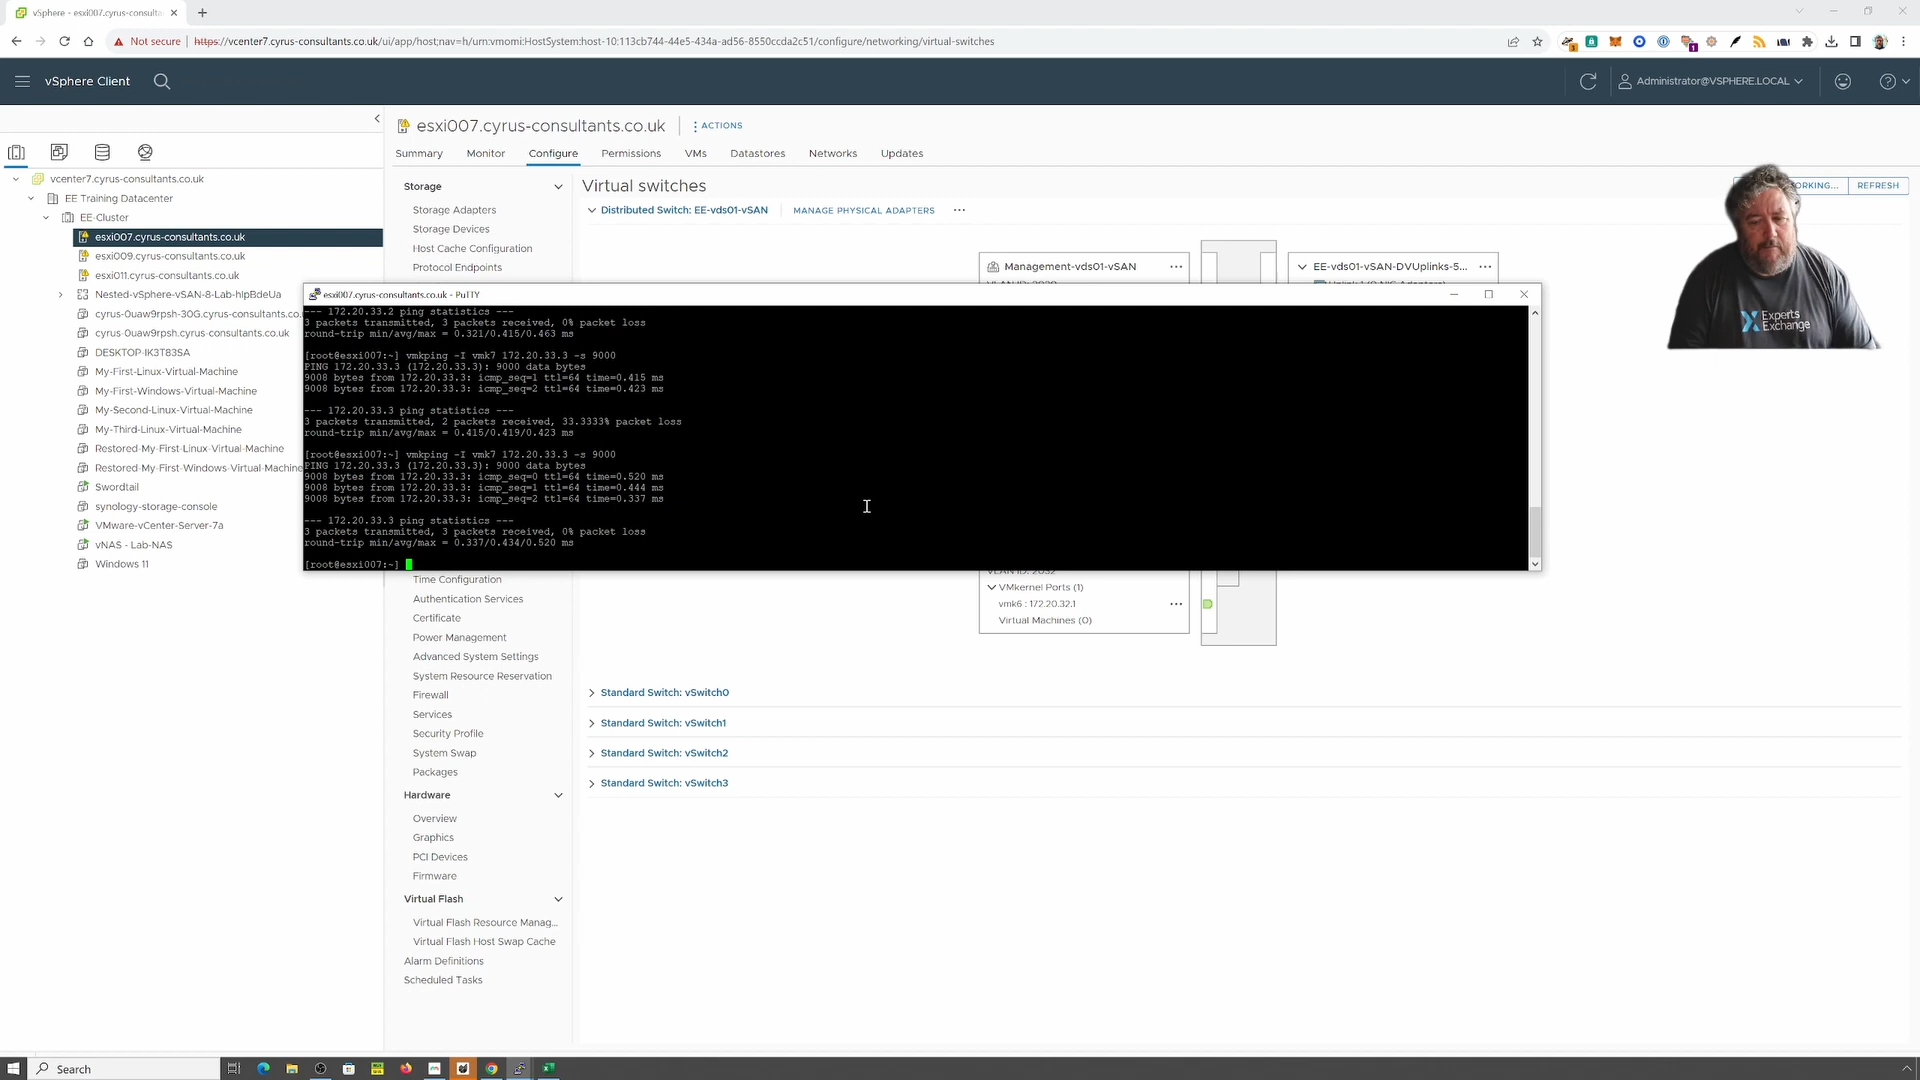 vSphere - esxi007.cyrus-consultant
Not secure
https://vcenter7.cyrus-consultants.co.uk/ui/app/host;nav=h/urn:vmomi:HostSystem:host-10:113cb744-44e5-434a-ad56-8550ccda2c51/configure/networking/virtual-switches
vSphere Client
Administrator@VSPHERE.LOCAL
esxi007.cyrus-consultants.co.uk
ACTIONS
Summary Monitor Configure Permissions VMs Datastores Networks Updates
vcenter7.cyrus-consultants.co.uk
EE Training Datacenter
EE-Cluster
esxi007.cyrus-consultants.co.uk
esxi009.cyrus-consultants.co.uk
esxi011.cyrus-consultants.co.uk
Nested-vSphere-vSAN-8-Lab-hlpBdeUa
cyrus-0uaw9rpsh-30G.cyrus-consultants.co.
cyrus-0uaw9rpsh.cyrus-consultants.co.uk
DESKTOP-IK3T83SA
My-First-Linux-Virtual-Machine
My-First-Windows-Virtual-Machine
My-Second-Linux-Virtual-Machine
My-Third-Linux-Virtual-Machine
Restored-My-First-Linux-Virtual-Machine
Restored-My-First-Windows-Virtual-Machine
Swordtail
synology-storage-console
VMware-vCenter-Server-7a
vNAS - Lab-NAS
Windows 11
Storage
Storage Adapters
Storage Devices
Host Cache Configuration
Protocol Endpoints
Virtual switches
ORKING...
REFRESH
Distributed Switch: EE-vds01-vSAN
MANAGE PHYSICAL ADAPTERS
Management-vds01-vSAN
EE-vds01-vSAN-DVUplinks-5...
Experts
Exchange
esxi007.cyrus-consultants.co.uk - PuTTY
--- 172.20.33.2 ping statistics ---
3 packets transmitted, 3 packets received, 0% packet loss
round-trip min/avg/max = 0.321/0.415/0.463 ms
[root@esxi007:~] vmkping -I vmk7 172.20.33.3 -s 9000
PING 172.20.33.3 (172.20.33.3): 9000 data bytes
9008 bytes from 172.20.33.3: icmp_seq=1 ttl=64 time=0.415 ms
9008 bytes from 172.20.33.3: icmp_seq=2 ttl=64 time=0.423 ms
--- 172.20.33.3 ping statistics ---
3 packets transmitted, 2 packets received, 33.3333% packet loss
round-trip min/avg/max = 0.415/0.419/0.423 ms
[root@esxi007:~] vmkping -I vmk7 172.20.33.3 -s 9000
PING 172.20.33.3 (172.20.33.3): 9000 data bytes
9008 bytes from 172.20.33.3: icmp_seq=0 ttl=64 time=0.520 ms
9008 bytes from 172.20.33.3: icmp_seq=1 ttl=64 time=0.444 ms
9008 bytes from 172.20.33.3: icmp_seq=2 ttl=64 time=0.337 ms
--- 172.20.33.3 ping statistics ---
3 packets transmitted, 3 packets received, 0% packet loss
round-trip min/avg/max = 0.337/0.434/0.520 ms
[root@esxi007:~]
VLAN ID: 2032
VMkernel Ports (1)
vmk6 : 172.20.32.1
Virtual Machines (0)
Time Configuration
Authentication Services
Certificate
Power Management
Advanced System Settings
System Resource Reservation
Firewall
Services
Security Profile
System Swap
Packages
Hardware
Overview
Graphics
PCI Devices
Firmware
Virtual Flash
Virtual Flash Resource Manag...
Virtual Flash Host Swap Cache
Alarm Definitions
Scheduled Tasks
Standard Switch: vSwitch0
Standard Switch: vSwitch1
Standard Switch: vSwitch2
Standard Switch: vSwitch3
Search